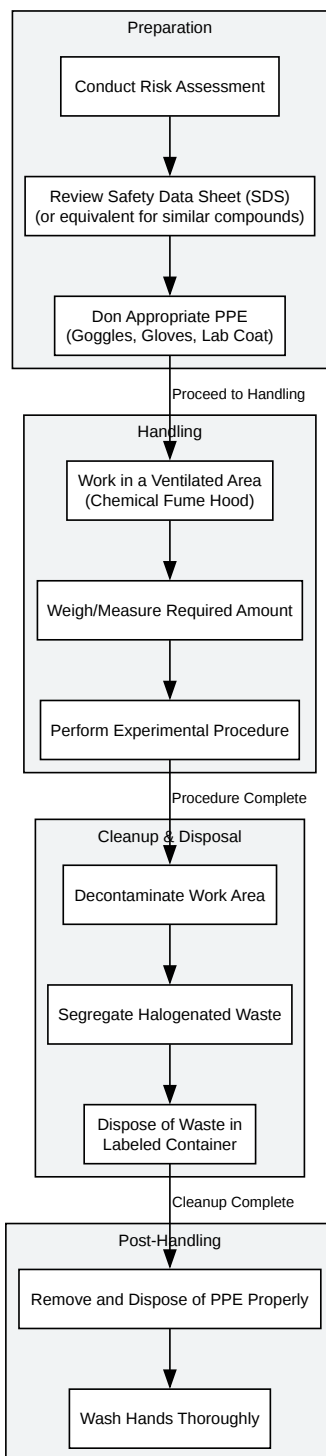 Preparation
Conduct Risk Assessment
Review Safety Data Sheet (SDS)
(or equivalent for similar compounds)
Don Appropriate PPE
(Goggles, Gloves, Lab Coat)
Proceed to Handling
Handling
Work in a Ventilated Area
(Chemical Fume Hood)
Weigh/Measure Required Amount
Perform Experimental Procedure
Procedure Complete
Cleanup & Disposal
Decontaminate Work Area
Segregate Halogenated Waste
Dispose of Waste in
Labeled Container
Cleanup Complete
Post-Handling
Remove and Dispose of PPE Properly
Wash Hands Thoroughly